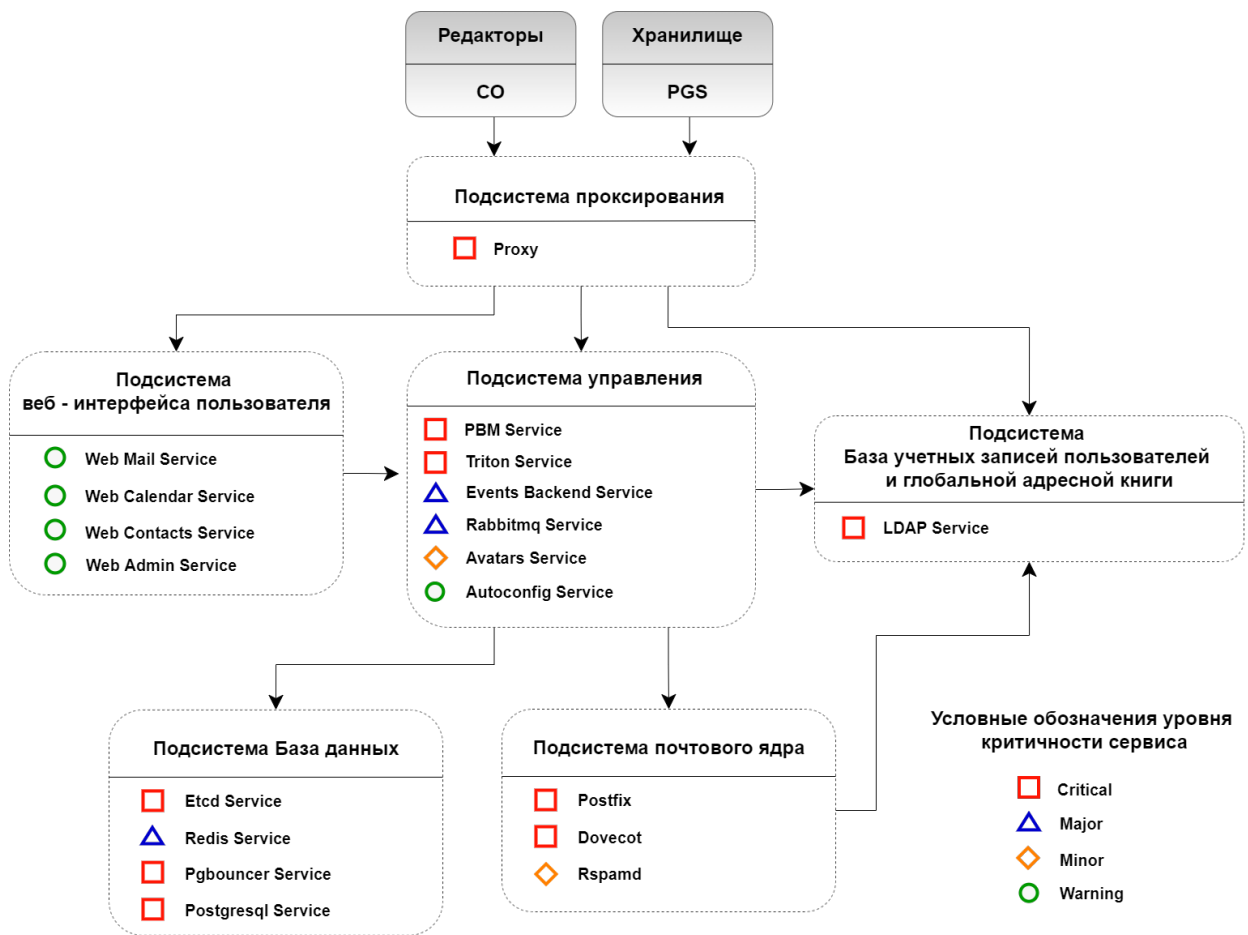 Редакторы
CO
Хранилище
PGS
Подсистема проксирования
Proxy
Подсистема
веб - интерфейса пользователя
Web Mail Service
Web Calendar Service
Web Contacts Service
Web Admin Service
Подсистема управления
PBM Service
Triton Service
Events Backend Service
Rabbitmq Service
Avatars Service
Autoconfig Service
Подсистема
База учетных записей пользователей
и глобальной адресной книги
LDAP Service
Подсистема База данных
Etcd Service
Redis Service
Pgbouncer Service
Postgresql Service
Подсистема почтового ядра
Postfix
Dovecot
Rspamd
Условные обозначения уровня
критичности сервиса
Critical
Major
Minor
Warning